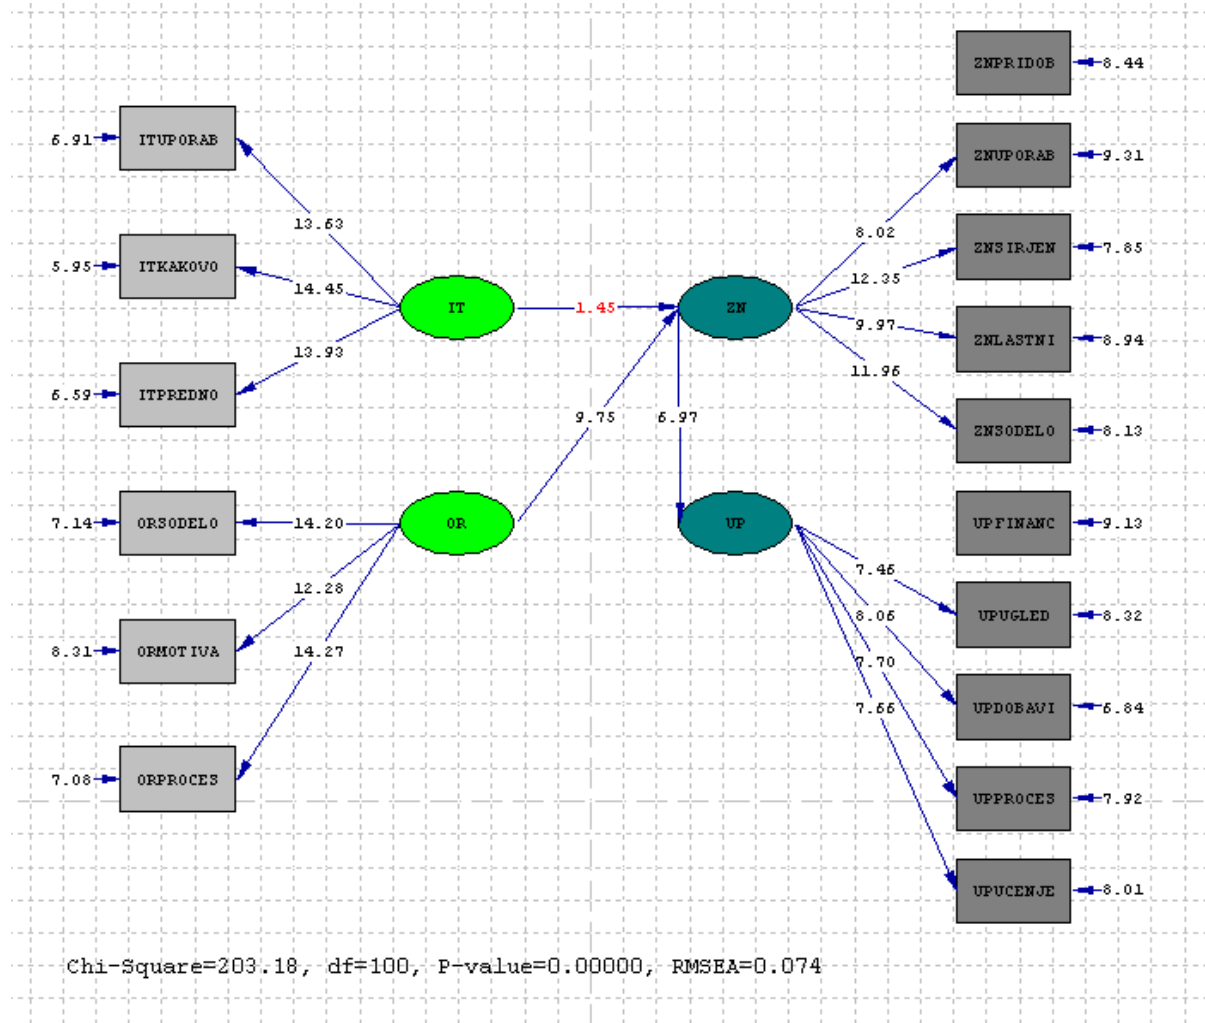 ZNPRIDOB 8.44
6.91 ITUPORAB
ZNUPORAB 9.31
13.63
8.02
ZNSIRJEN 7.85
5.95 ITKAKOVO
14.45
12.35
IT 1.45 ZN
9.97
ZNLASTNI 8.94
13.93
11.96
6.59 ITPREDNO
9.75 6.97
ZNSODELO 8.13
7.14 ORSODELO 14.20 OR UP UPFINANC 9.13
7.46
12.28
8.06
UPUGLED 8.32
8.31 ORMOTIVA
14.27
7.70
7.66
UPDOBAVI 6.84
7.08 ORPROCES
UPPROCES 7.92
UPUCENJE 8.01
Chi-Square=203.18, df=100, P-value=0.00000, RMSEA=0.074